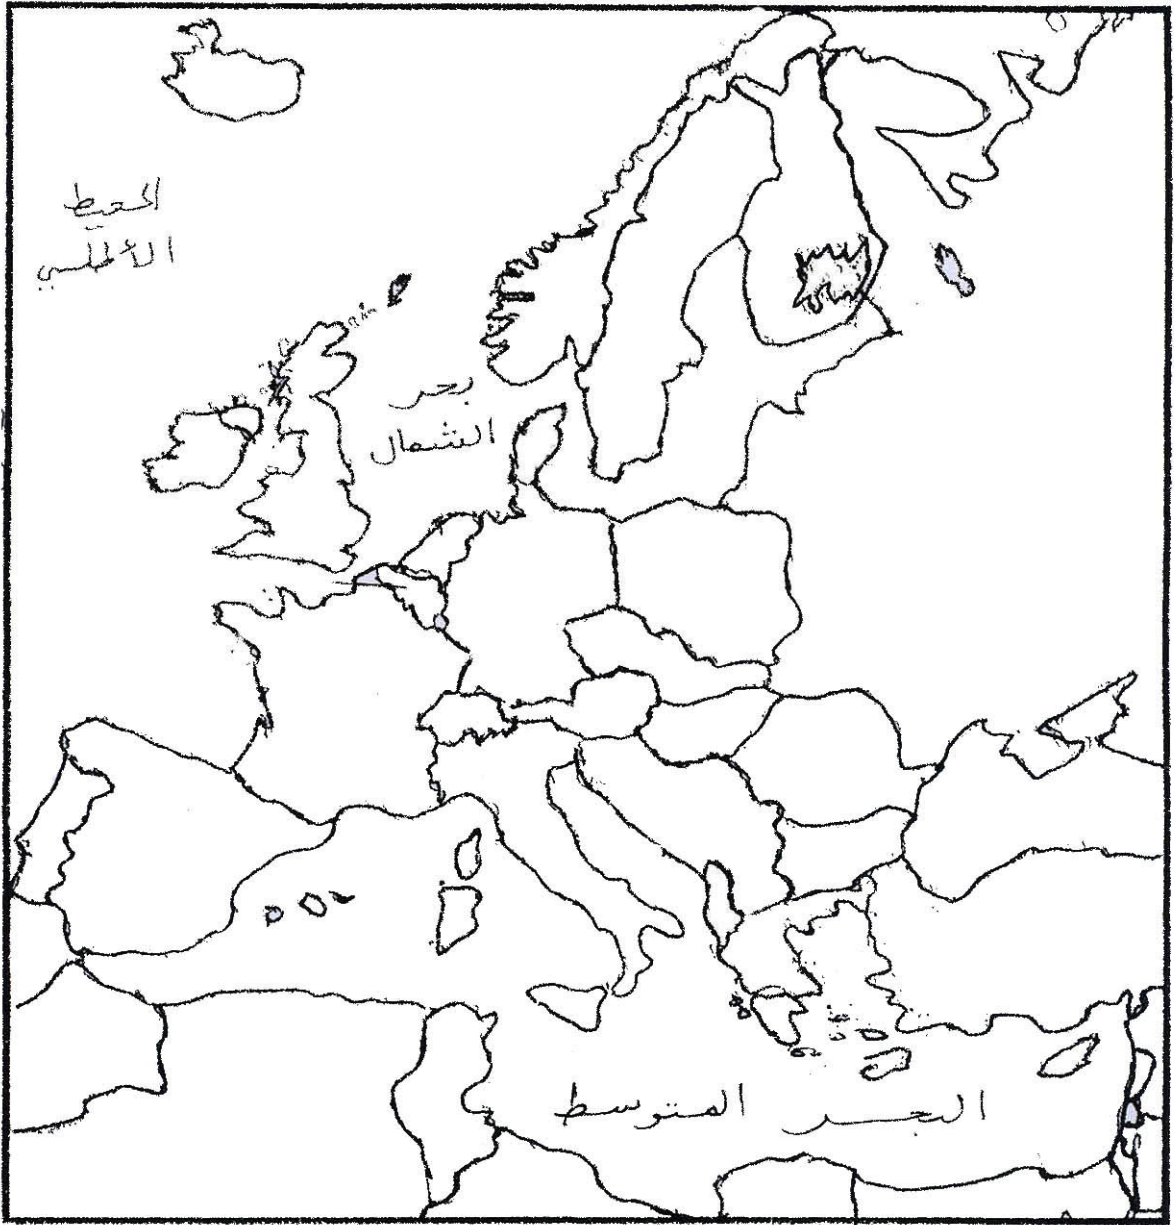 المحيط
الأطلسي
بحر
الشمال
البحر المتوسط